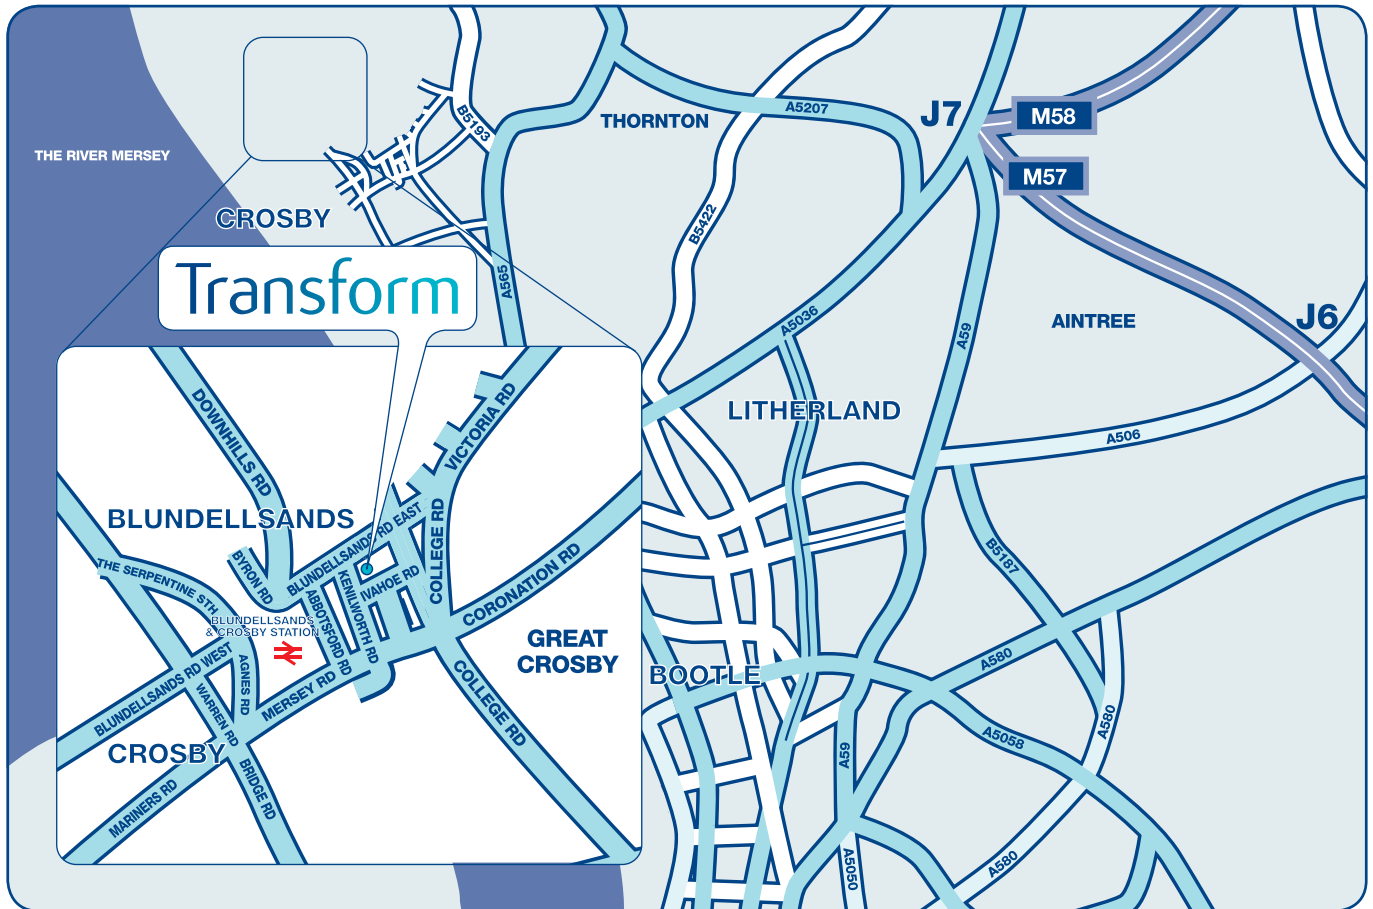 THE RIVER MERSEY
CROSBY
Transform
B5193
THORNTON
A5207
J7
M58
M57
B5422
A565
A5036
A59
AINTREE
J6
LITHERLAND
A506
B5187
DOWNHILLS RD
VICTORIA RD
BLUNDELLSANDS
BLUNDELLSANDS RD EAST
COLLEGE RD
THE SERPENTINE STH
BYRON RD
ABBOTSFORD RD
KENILWORTH RD
IVAHOE RD
CORONATION RD
BLUNDELLSANDS
& CROSBY STATION
GREAT
CROSBY
BLUNDELLSANDS RD WEST
AGNES RD
WARREN RD
MERSEY RD
COLLEGE RD
CROSBY
MARINERS RD
BRIDGE RD
BOOTLE
A580
A580
A5058
A59
A580
A5050